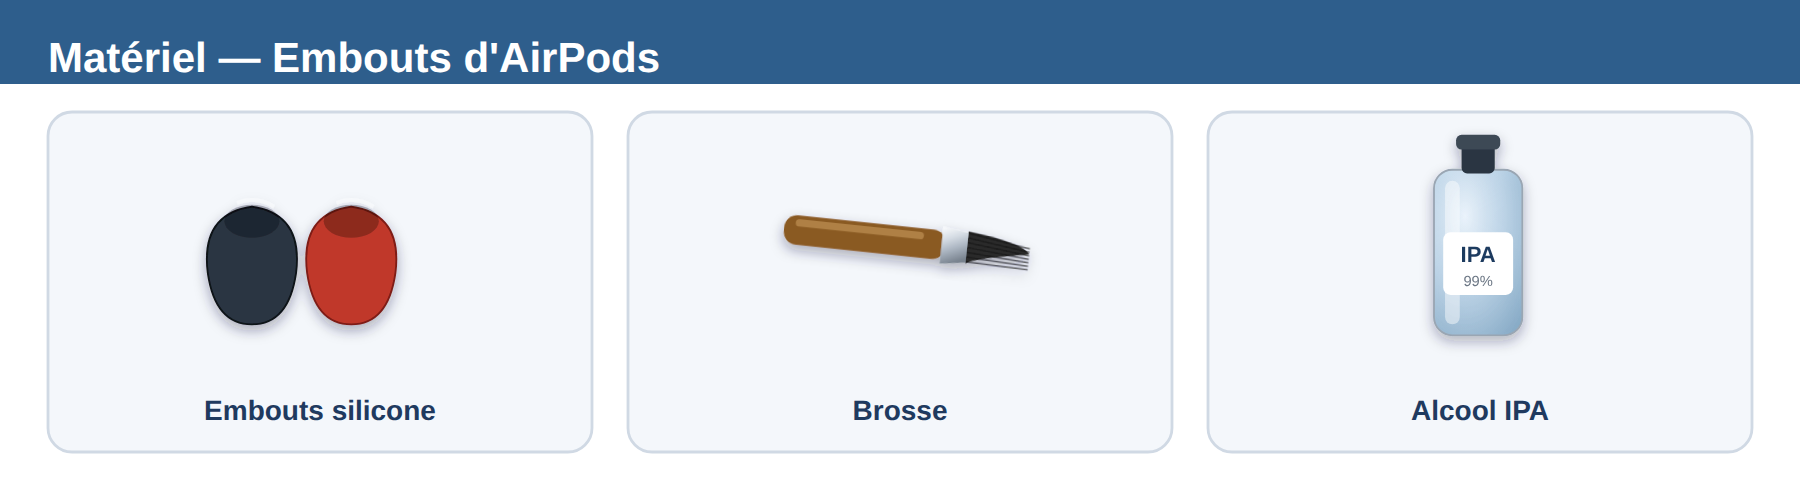 Matériel — Embouts d'AirPods
IPA
99%
Embouts silicone
Brosse
Alcool IPA